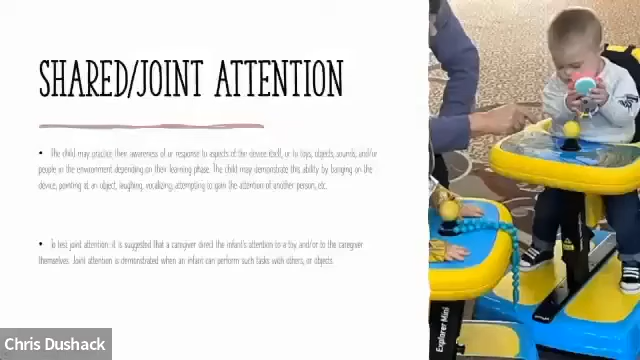 SHARED/JOINT ATTENTION
• The child may practice their awareness of or response to aspects of the device itself, or to toys, objects, sounds, and/or
people in the environment depending on their learning phase. The child may demonstrate this ability by banging on the
device, pointing at an object, laughing, vocalizing, attempting to gain the attention of another person, etc.
• To test joint attention: it is suggested that a caregiver direct the infant's attention to a toy and/or to the caregiver
themselves. Joint attention is demonstrated when an infant can perform such tasks with others, or objects.
Explorer Mini
Chris Dushack